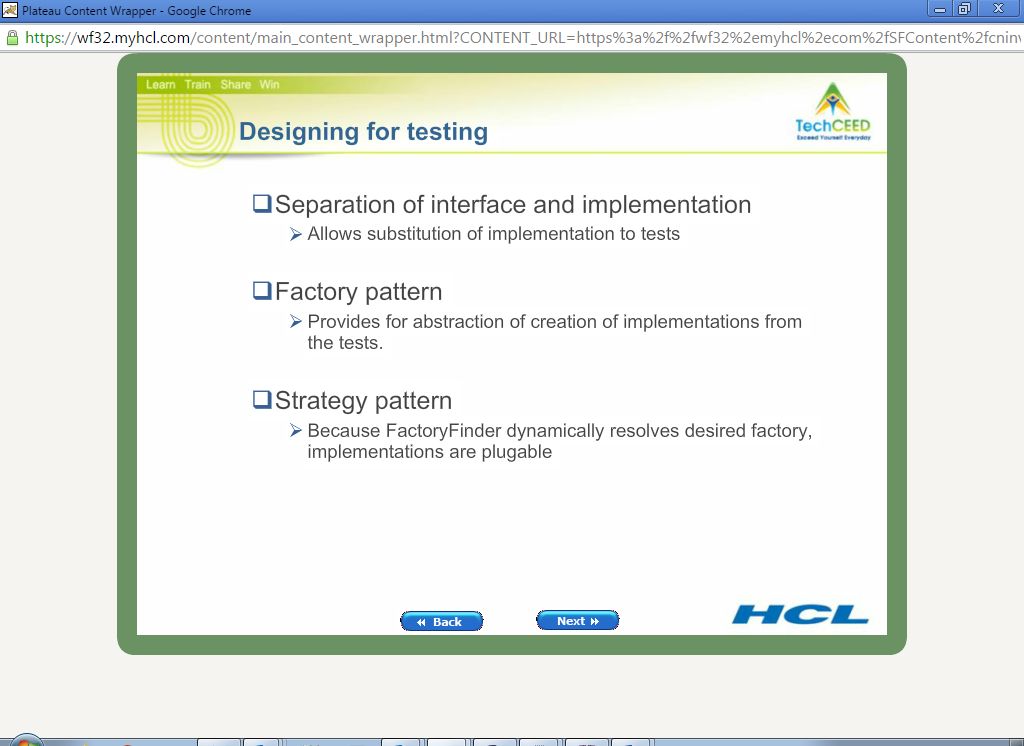 Plateau Content Wrapper - Google Chrome
https://wf32.myhcl.com/content/main_content_wrapper.html?CONTENT_URL=https%3a%2f%2fwf32%2emyhcl%2ecom%2fSFContent%2fcninv
Learn Train Share Win
TechCEED
Exceed Yourself Everyday
Designing for testing
Separation of interface and implementation
Allows substitution of implementation to tests
Factory pattern
Provides for abstraction of creation of implementations from
the tests.
Strategy pattern
Because FactoryFinder dynamically resolves desired factory,
implementations are plugable
Back
Next
HCL